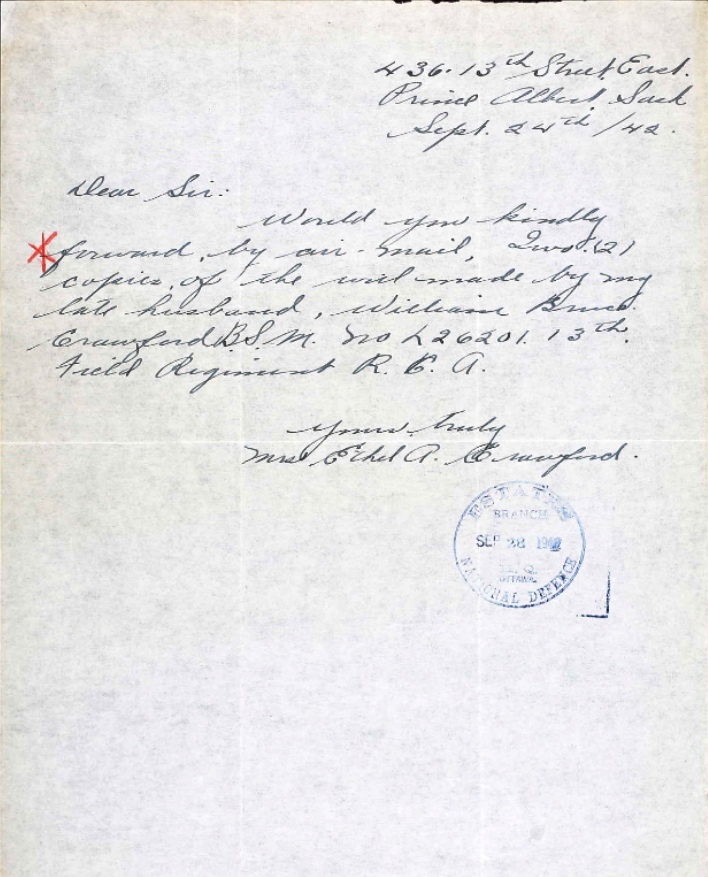 436-13th Street East.
Prince Albert, Sask
Sept. 24th /42.
Dear Sir:
Would you kindly
forward, by air-mail, Two (2)
copies, of the will made by my
late husband, William Bruce
Crawford B.S.M. No L26201. 13th
Field Regiment R.C.A.
Yours truly
Mrs Ethel A. Crawford.
ESTATES
BRANCH
SEP 28 1942
OTTAWA
NATIONAL DEFENCE